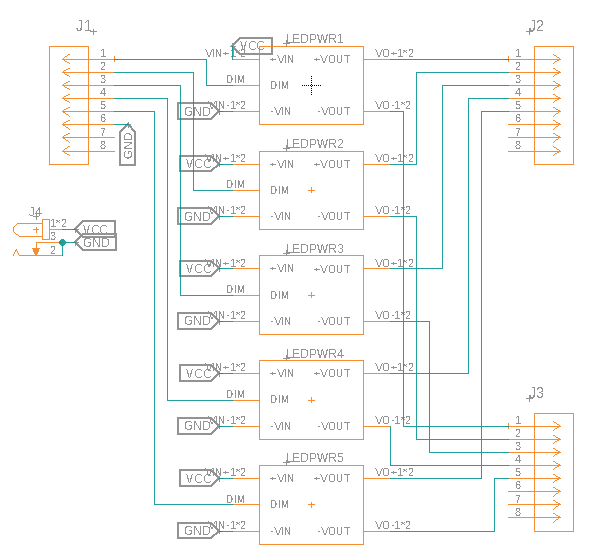 J1
1
2
3
4
5
6
7
8
GND
J4
1*2
3
2
VCC
GND
LEDPWR1
VCC
VIN+1*2
+VIN
+VOUT
VO+1*2
DIM
DIM
GND
VIN-1*2
-VIN
-VOUT
VO-1*2
LEDPWR2
VCC
VIN+1*2
+VIN
+VOUT
VO+1*2
DIM
DIM
GND
VIN-1*2
-VIN
-VOUT
VO-1*2
LEDPWR3
VCC
VIN+1*2
+VIN
+VOUT
VO+1*2
DIM
DIM
GND
VIN-1*2
-VIN
-VOUT
VO-1*2
LEDPWR4
VCC
VIN+1*2
+VIN
+VOUT
VO+1*2
DIM
DIM
GND
VIN-1*2
-VIN
-VOUT
VO-1*2
LEDPWR5
VCC
VIN+1*2
+VIN
+VOUT
VO+1*2
DIM
DIM
GND
VIN-1*2
-VIN
-VOUT
VO-1*2
J2
1
2
3
4
5
6
7
8
J3
1
2
3
4
5
6
7
8